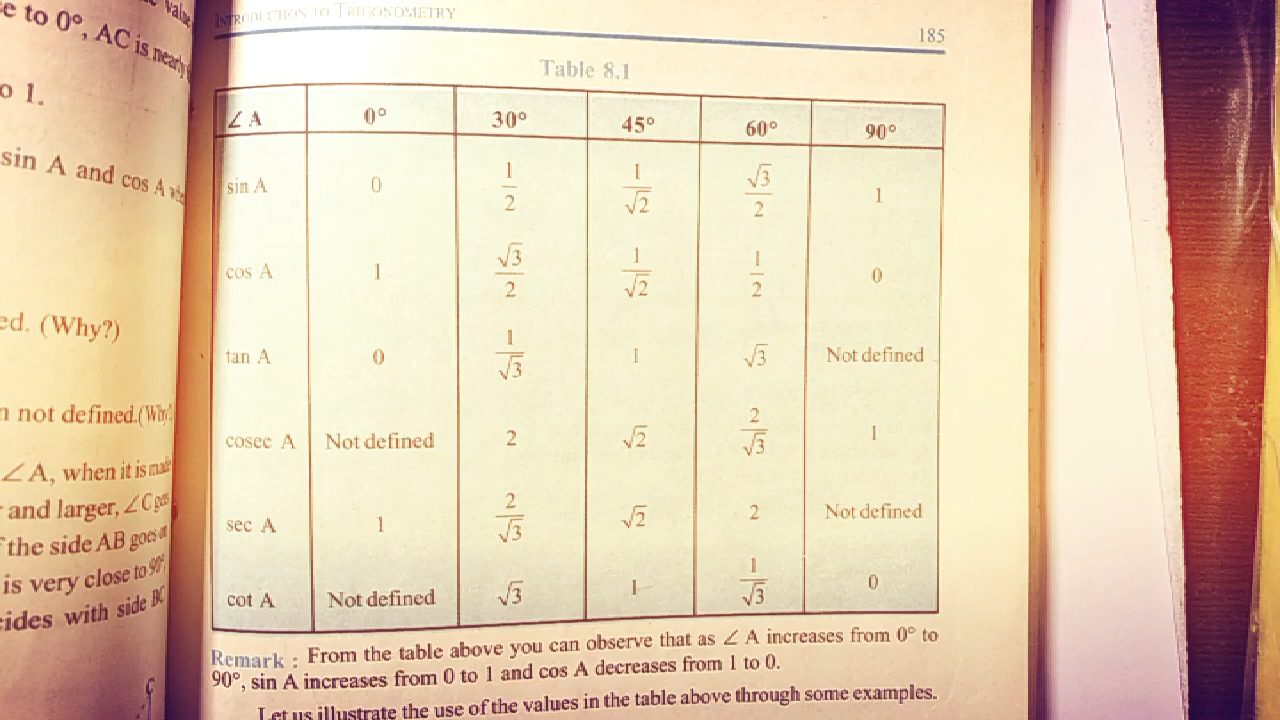 e to 0°, AC is nearly
o 1.
sin A and cos A
ed. (Why?)
n not defined.(Why?
∠A, when it is made
and larger, ∠C gets
the side AB goes on
is very close to 90°,
cides with side BC
INTRODUCTION TO TRIGONOMETRY
185
Table 8.1
∠ A 0° 30° 45° 60° 90°
sin A 0 1/2 1/√2 √3/2 1
cos A 1 √3/2 1/√2 1/2 0
tan A 0 1/√3 1 √3 Not defined
cosec A Not defined 2 √2 2/√3 1
sec A 1 2/√3 √2 2 Not defined
cot A Not defined √3 1 1/√3 0
Remark : From the table above you can observe that as ∠ A increases from 0° to
90°, sin A increases from 0 to 1 and cos A decreases from 1 to 0.
Let us illustrate the use of the values in the table above through some examples.